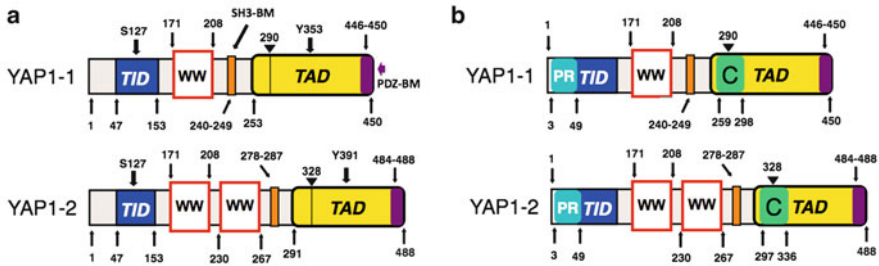 a
SH3-BM
S127
171
208
290
Y353
446-450
YAP1-1
TID
WW
TAD
PDZ-BM
1
47
153
240-249
253
450
S127
171
208
278-287
328
Y391
484-488
YAP1-2
TID
WW
WW
TAD
1
47
153
230
267
291
488
b
1
171
208
290
446-450
YAP1-1
PR
TID
WW
C
TAD
3
49
240-249
259
298
450
1
171
208
278-287
328
484-488
YAP1-2
PR
TID
WW
WW
C
TAD
3
49
230
267
297
336
488